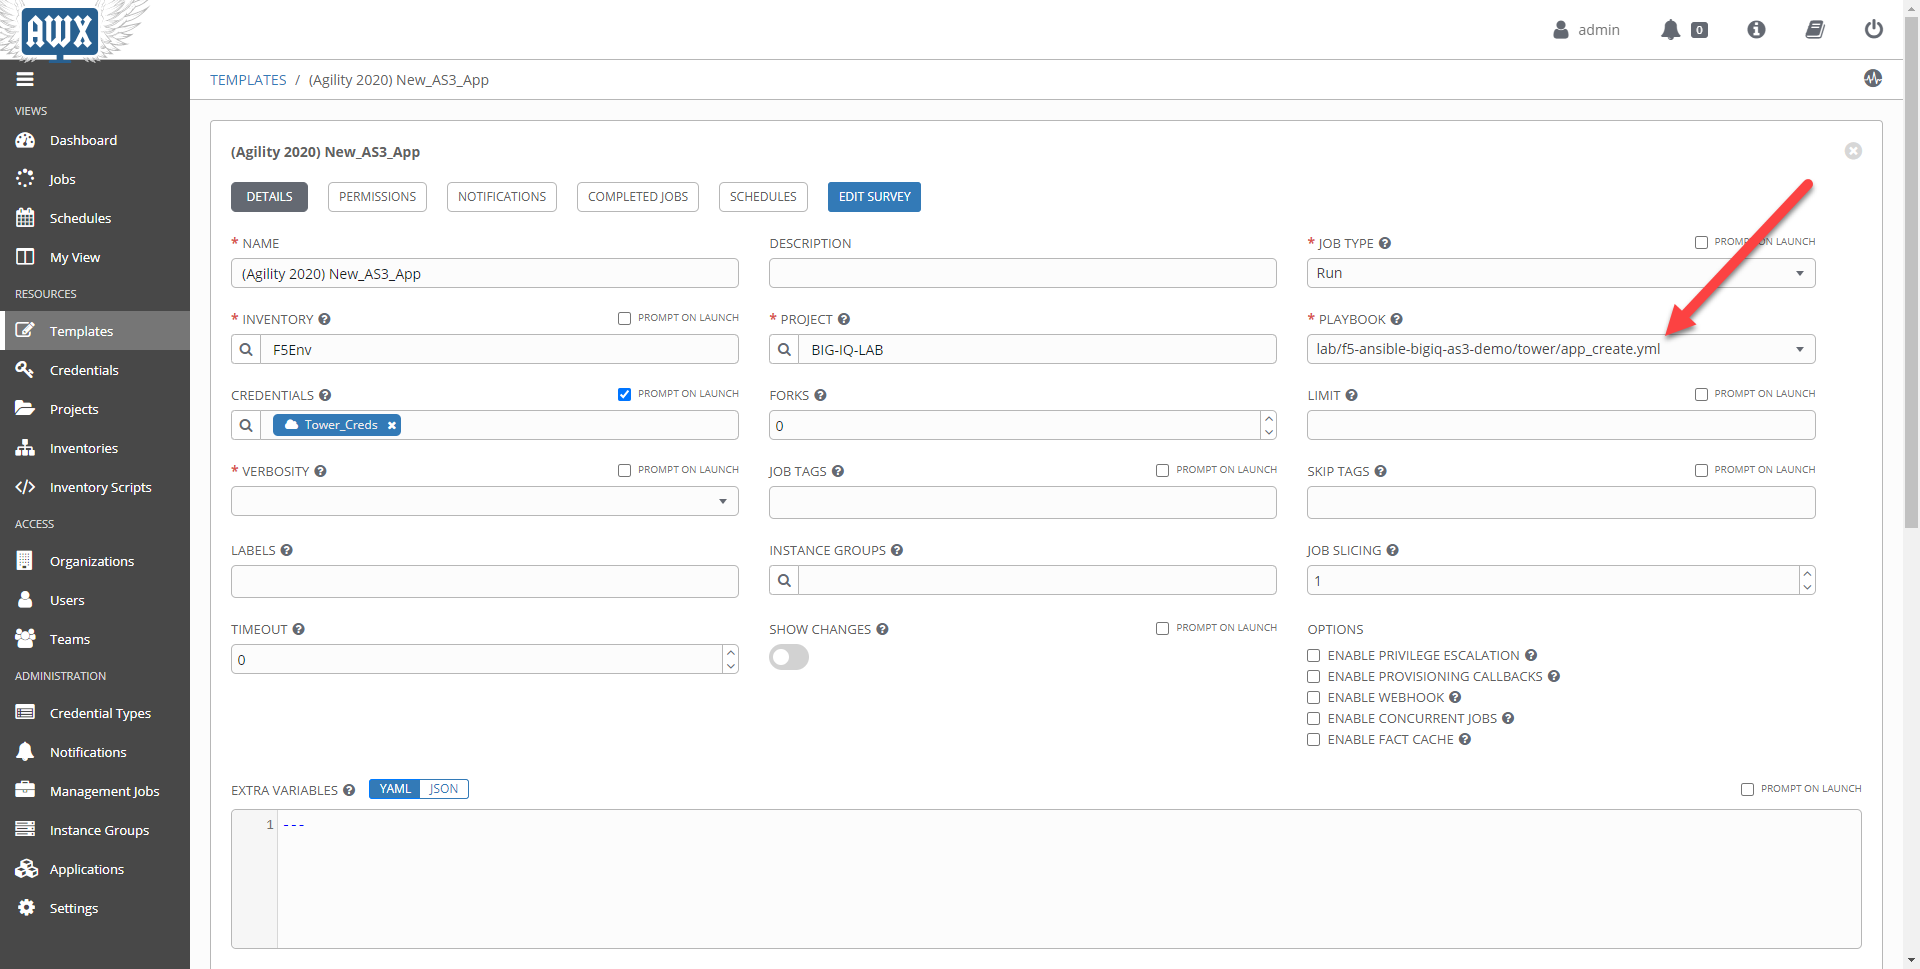 AWX
admin
0
TEMPLATES / (Agility 2020) New_AS3_App
VIEWS
Dashboard
Jobs
Schedules
My View
RESOURCES
Templates
Credentials
Projects
Inventories
Inventory Scripts
ACCESS
Organizations
Users
Teams
ADMINISTRATION
Credential Types
Notifications
Management Jobs
Instance Groups
Applications
Settings
(Agility 2020) New_AS3_App
DETAILS
PERMISSIONS
NOTIFICATIONS
COMPLETED JOBS
SCHEDULES
EDIT SURVEY
* NAME
(Agility 2020) New_AS3_App
DESCRIPTION
* JOB TYPE
PROMPT ON LAUNCH
Run
* INVENTORY
PROMPT ON LAUNCH
F5Env
* PROJECT
BIG-IQ-LAB
* PLAYBOOK
lab/f5-ansible-bigiq-as3-demo/tower/app_create.yml
CREDENTIALS
PROMPT ON LAUNCH
Tower_Creds
FORKS
0
LIMIT
PROMPT ON LAUNCH
* VERBOSITY
PROMPT ON LAUNCH
JOB TAGS
PROMPT ON LAUNCH
SKIP TAGS
PROMPT ON LAUNCH
LABELS
INSTANCE GROUPS
JOB SLICING
1
TIMEOUT
0
SHOW CHANGES
PROMPT ON LAUNCH
OPTIONS
ENABLE PRIVILEGE ESCALATION
ENABLE PROVISIONING CALLBACKS
ENABLE WEBHOOK
ENABLE CONCURRENT JOBS
ENABLE FACT CACHE
EXTRA VARIABLES
YAML JSON
PROMPT ON LAUNCH
1 ---